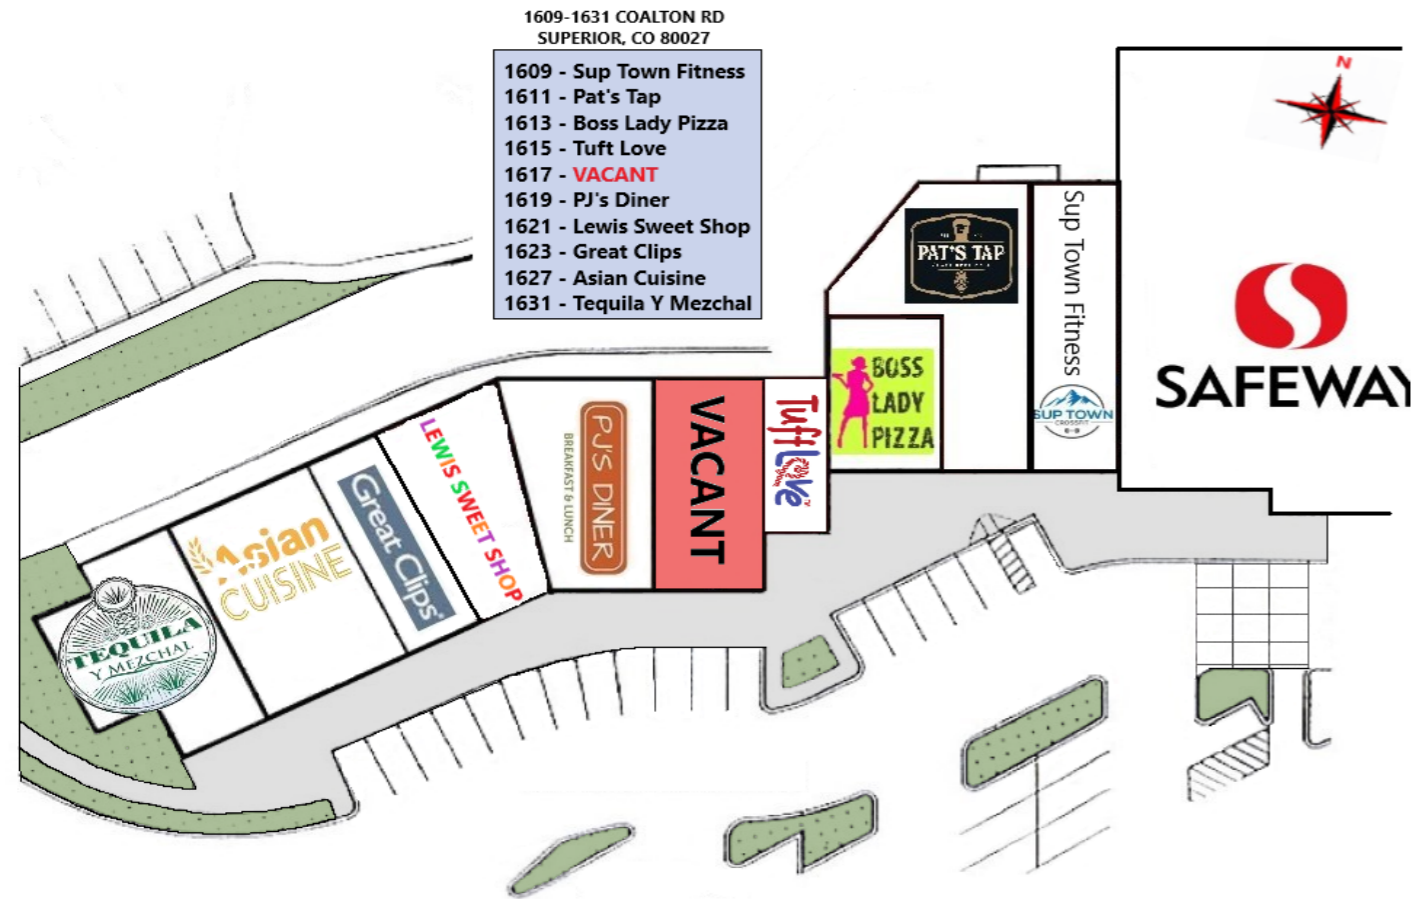 1609-1631 COALTON RD
SUPERIOR, CO 80027
1609 - Sup Town Fitness
1611 - Pat's Tap
1613 - Boss Lady Pizza
1615 - Tuft Love
1617 - VACANT
1619 - PJ's Diner
1621 - Lewis Sweet Shop
1623 - Great Clips
1627 - Asian Cuisine
1631 - Tequila Y Mezchal
N
PAT'S TAP
Sup Town Fitness
SUP TOWN
CROSSFIT
SAFEWAY
BOSS
LADY
PIZZA
Tuft
Love
VACANT
PJ'S DINER
BREAKFAST & LUNCH
LEWIS SWEET SHOP
Great Clips
Asian
CUISINE
TEQUILA
Y MEZCHAL